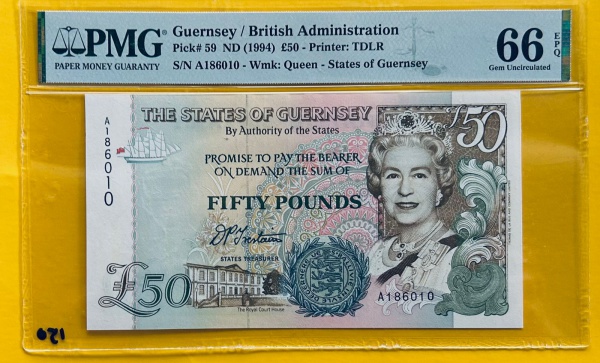 PMG
PAPER MONEY GUARANTY
Guernsey / British Administration
Pick# 59 ND (1994) £50 - Printer: TDLR
S/N A186010 - Wmk: Queen - States of Guernsey
66 EPQ
Gem Uncirculated
THE STATES OF GUERNSEY
£50
By Authority of the States
A186010
PROMISE TO PAY THE BEARER
ON DEMAND THE SUM OF
FIFTY POUNDS
STATES TREASURER
£50
A186010
The Royal Court House
021